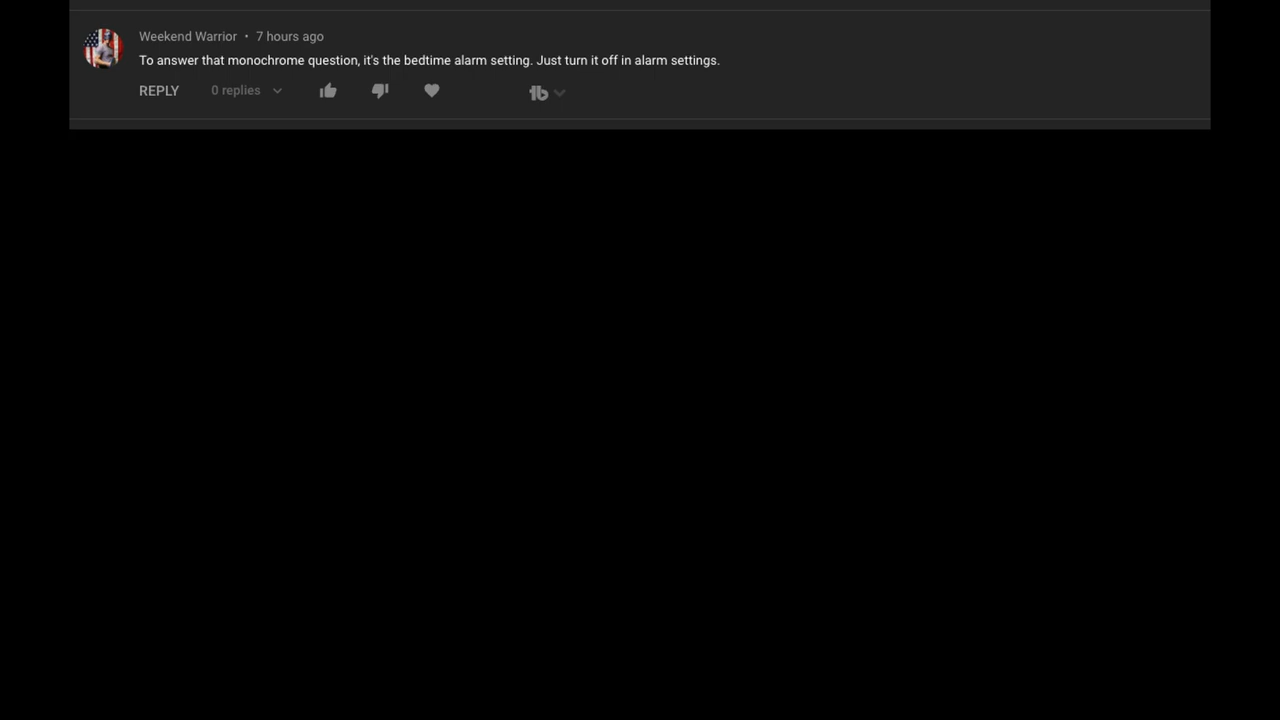 Weekend Warrior • 7 hours ago
To answer that monochrome question, it's the bedtime alarm setting. Just turn it off in alarm settings.
REPLY 0 replies